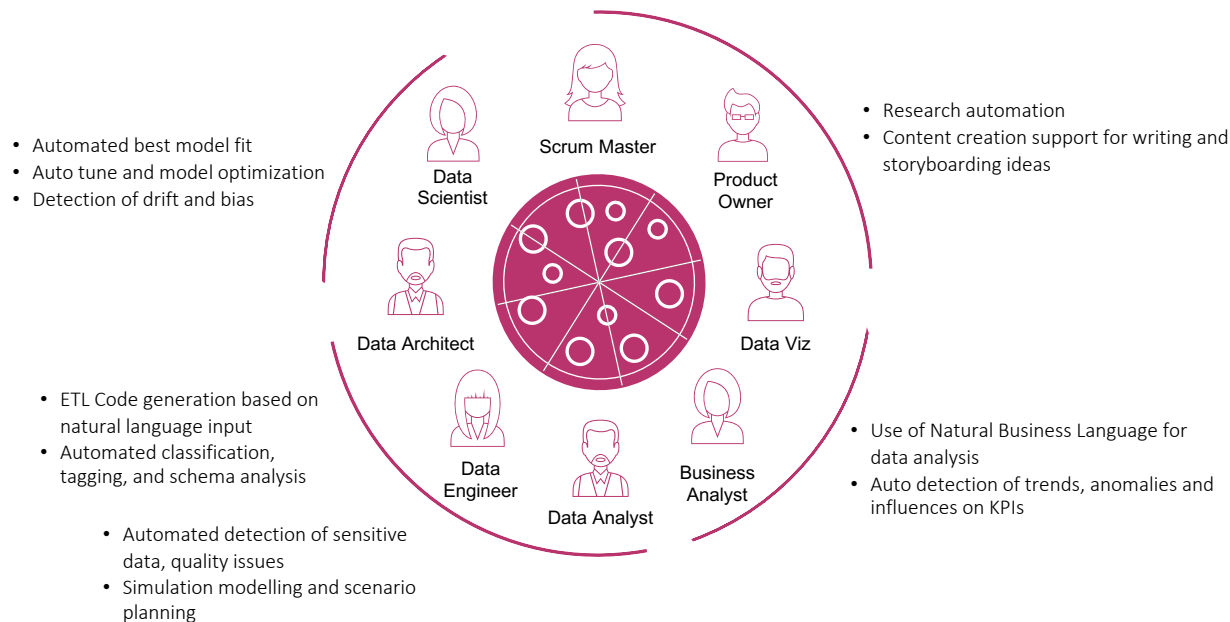 Scrum Master
Data
Scientist
Product
Owner
• Research automation
• Content creation support for writing and
storyboarding ideas
• Automated best model fit
• Auto tune and model optimization
• Detection of drift and bias
Data Architect
Data Viz
• ETL Code generation based on
natural language input
• Automated classification,
tagging, and schema analysis
Data
Engineer
Data Analyst
Business
Analyst
• Use of Natural Business Language for
data analysis
• Auto detection of trends, anomalies and
influences on KPIs
• Automated detection of sensitive
data, quality issues
• Simulation modelling and scenario
planning